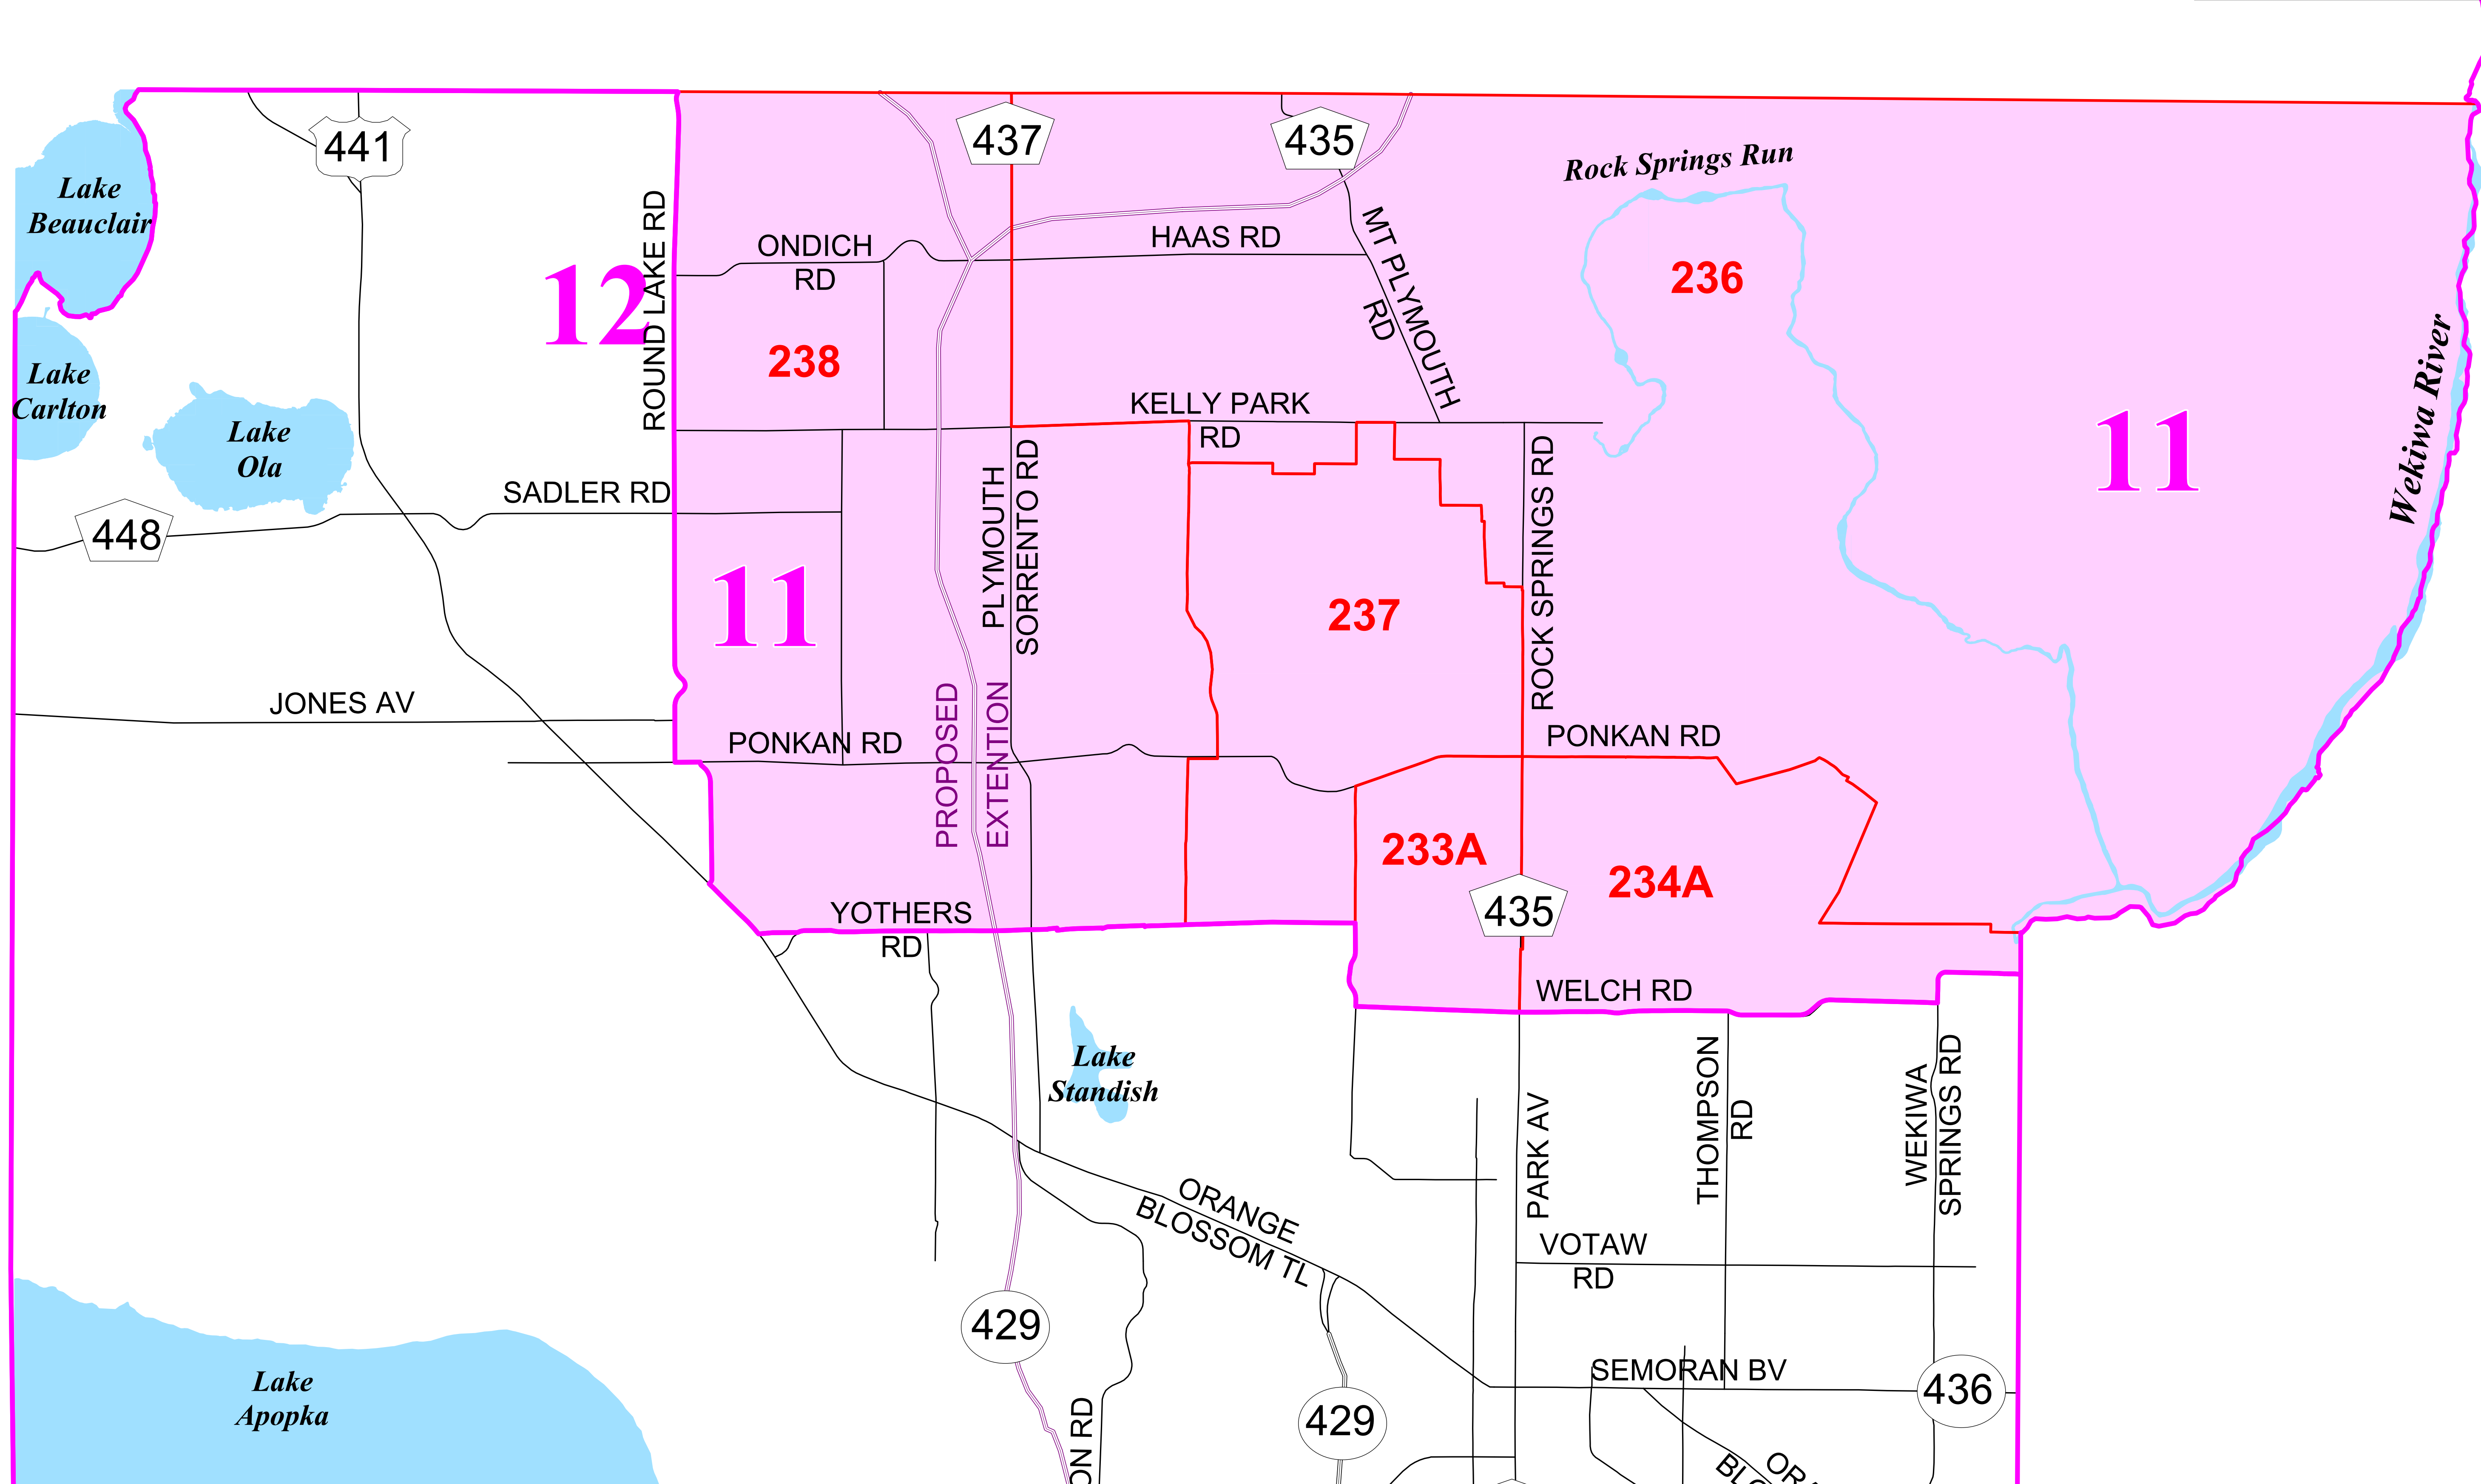 441
437
435
Rock Springs Run
Lake
Beauclair
ROUND LAKE RD
ONDICH
RD
HAAS RD
MT PLYMOUTH
RD
236
12
238
Wekiwa River
Lake
Carlton
KELLY PARK
RD
11
Lake
Ola
SADLER RD
PLYMOUTH
SORRENTO RD
ROCK SPRINGS RD
448
11
237
JONES AV
PONKAN RD
PROPOSED
EXTENTION
PONKAN RD
233A
234A
435
YOTHERS
RD
WELCH RD
Lake
Standish
PARK AV
THOMPSON
RD
WEKIWA
SPRINGS RD
ORANGE
BLOSSOM TL
VOTAW
RD
429
SEMORAN BV
436
Lake
Apopka
429
ON RD